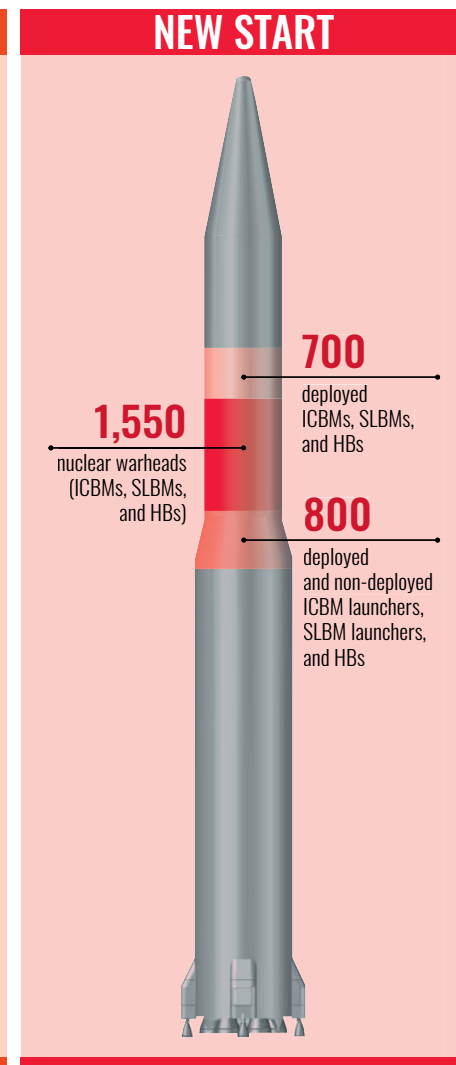 NEW START
700
deployed
ICBMs, SLBMs,
and HBs
1,550
nuclear warheads
(ICBMs, SLBMs,
and HBs)
800
deployed
and non-deployed
ICBM launchers,
SLBM launchers,
and HBs